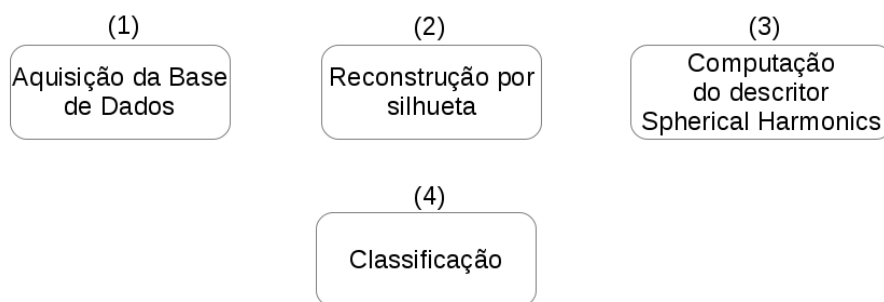 (1)
Aquisição da Base
de Dados
(2)
Reconstrução por
silhueta
(3)
Computação
do descritor
Spherical Harmonics
(4)
Classificação